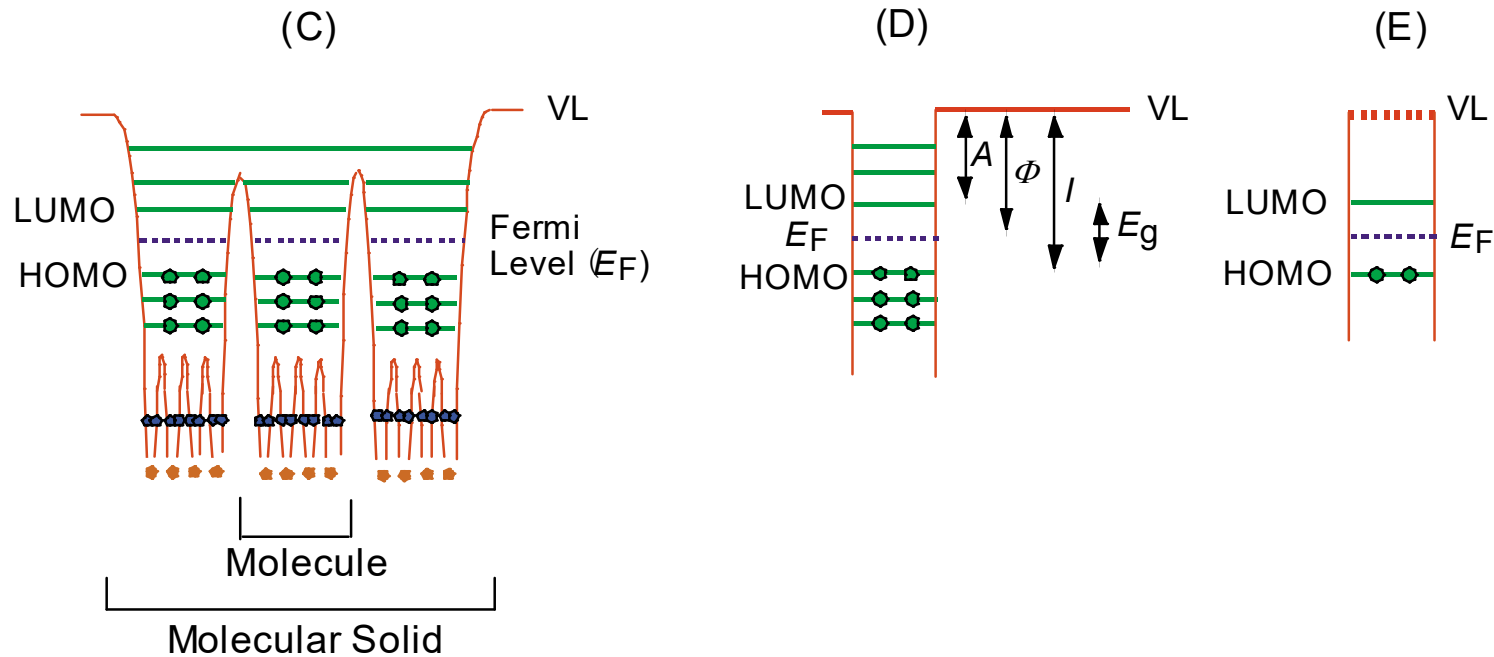 (C)
VL
LUMO
HOMO
Fermi
Level (EF)
Molecule
Molecular Solid
(D)
VL
A
Φ
I
Eg
LUMO
EF
HOMO
(E)
VL
LUMO
EF
HOMO